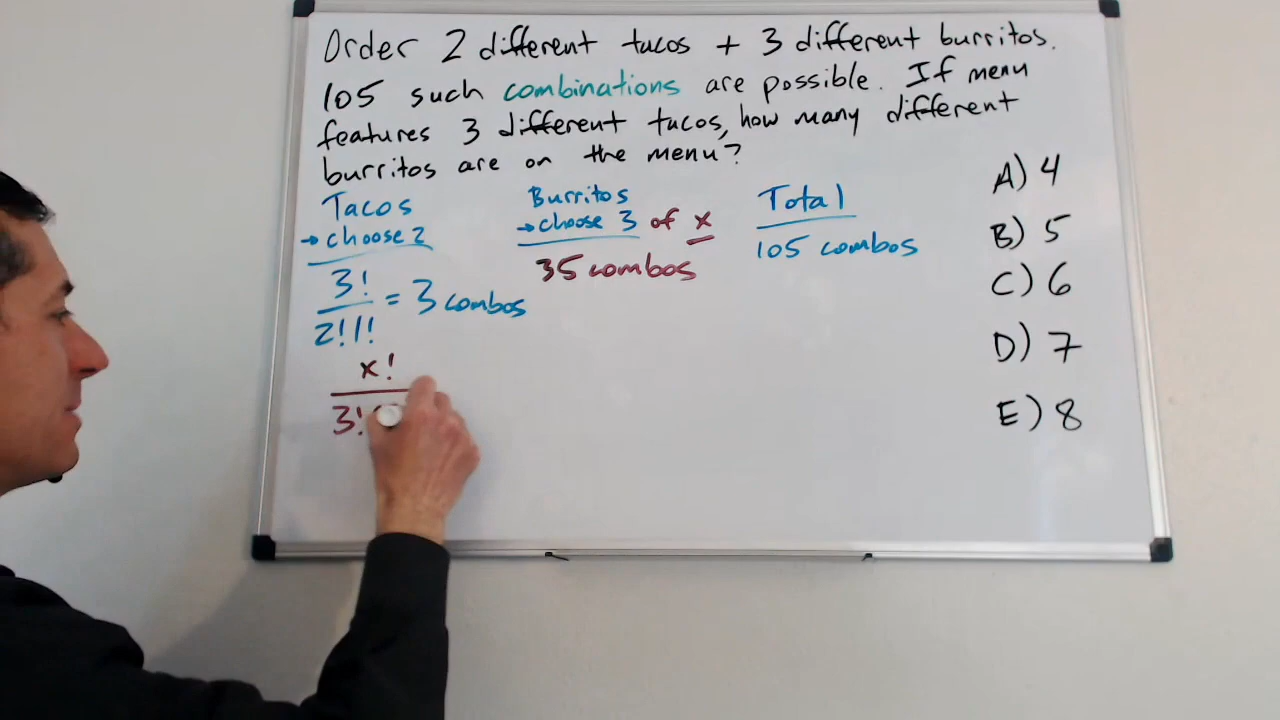 Order 2 different tacos + 3 different burritos.
105 such combinations are possible. If menu
features 3 different tacos, how many different
burritos are on the menu?
Tacos
→ choose 2
3!
2!1!
= 3 combos
x!
3!
Burritos
→ choose 3 of x
35 combos
Total
105 combos
A) 4
B) 5
C) 6
D) 7
E) 8